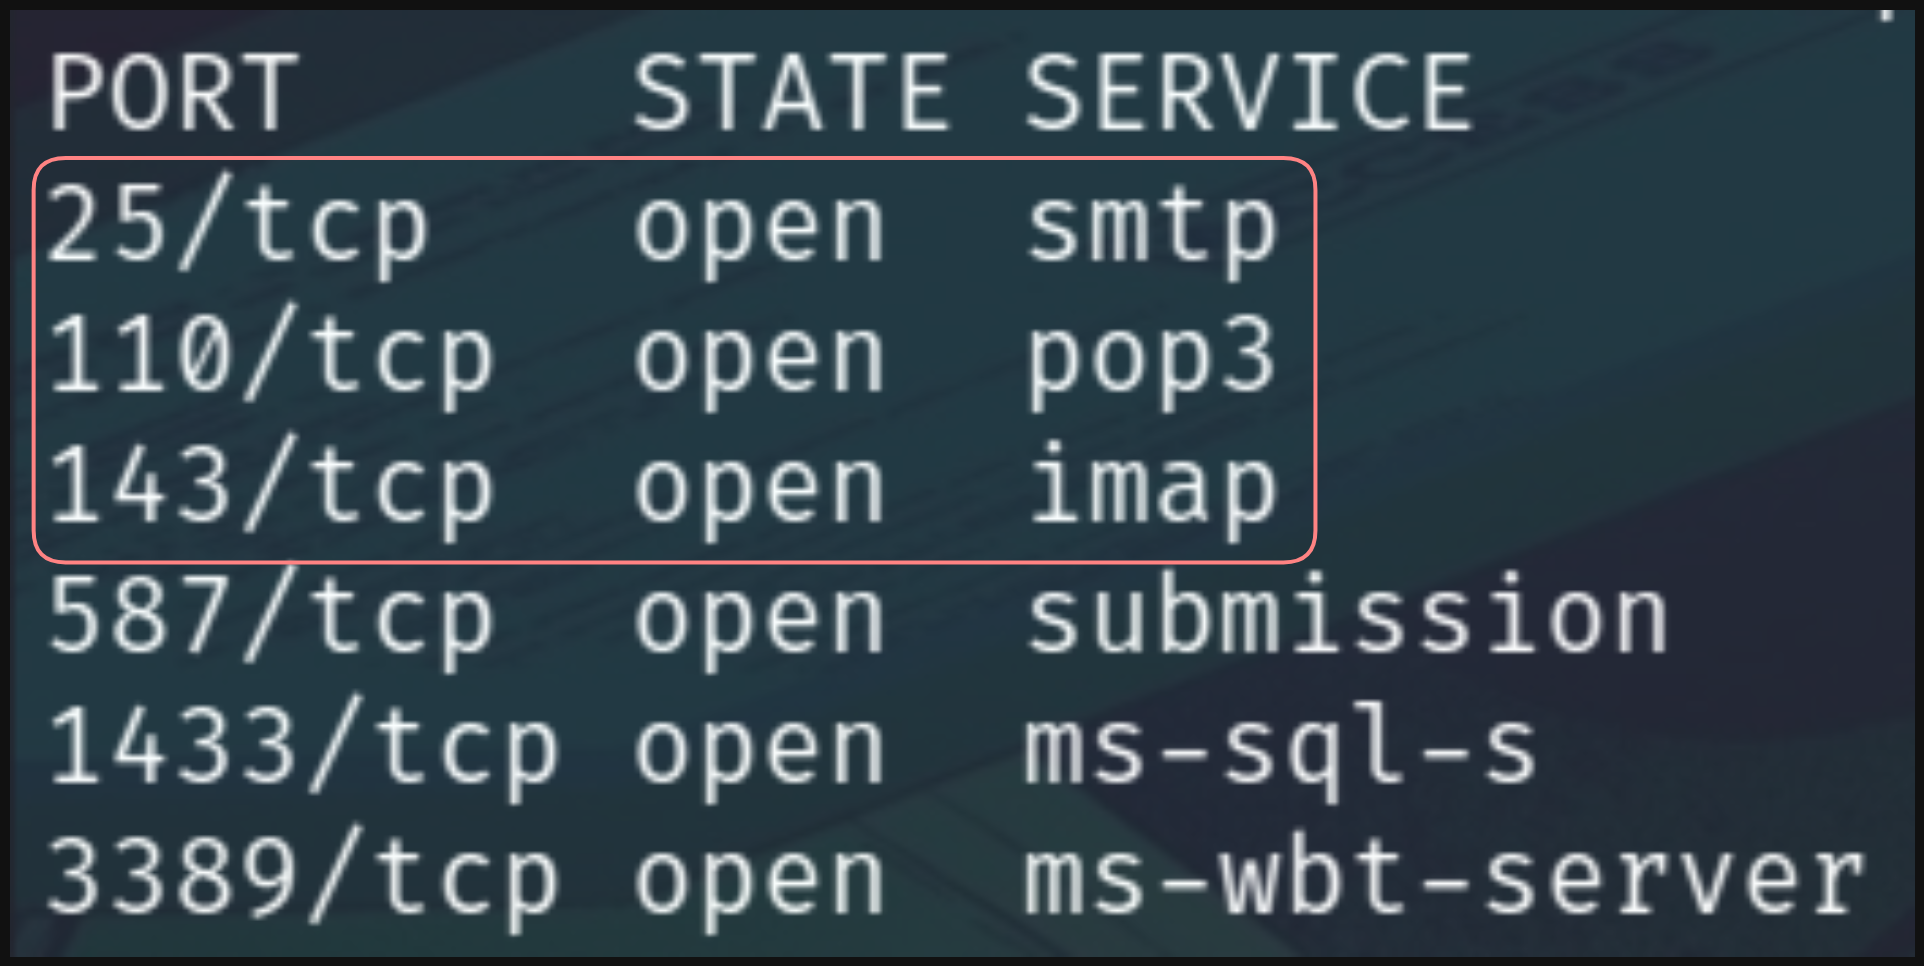 PORT     STATE SERVICE
25/tcp   open  smtp
110/tcp  open  pop3
143/tcp  open  imap
587/tcp  open  submission
1433/tcp open  ms-sql-s
3389/tcp open  ms-wbt-server